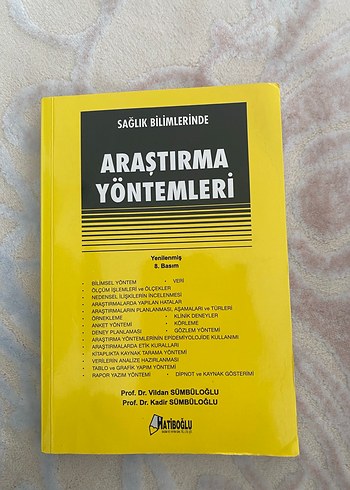 SAĞLIK BİLİMLERİNDE
ARAŞTIRMA
YÖNTEMLERİ
Yenilenmiş
8. Basım
• BİLİMSEL YÖNTEM • VERİ
• ÖLÇÜM İŞLEMLERİ ve ÖLÇEKLER
• NEDENSEL İLİŞKİLERİN İNCELENMESİ
• ARAŞTIRMALARDA YAPILAN HATALAR
• ARAŞTIRMALARIN PLANLANMASI, AŞAMALARI ve TÜRLERİ
• ÖRNEKLEME • KLİNİK DENEYLER
• ANKET YÖNTEMİ • KÖRLEME
• DENEY PLANLAMASI • GÖZLEM YÖNTEMİ
• ARAŞTIRMA YÖNTEMLERİNİN EPİDEMİYOLOJİDE KULLANIMI
• ARAŞTIRMALARDA ETİK KURALLARI
• KİTAPLIKTA KAYNAK TARAMA YÖNTEMİ
• VERİLERİN ANALİZE HAZIRLANMASI
• TABLO ve GRAFİK YAPIM YÖNTEMİ
• RAPOR YAZIM YÖNTEMİ • DİPNOT ve KAYNAK GÖSTERİMİ
Prof. Dr. Vildan SÜMBÜLOĞLU
Prof. Dr. Kadir SÜMBÜLOĞLU
HATİBOĞLU